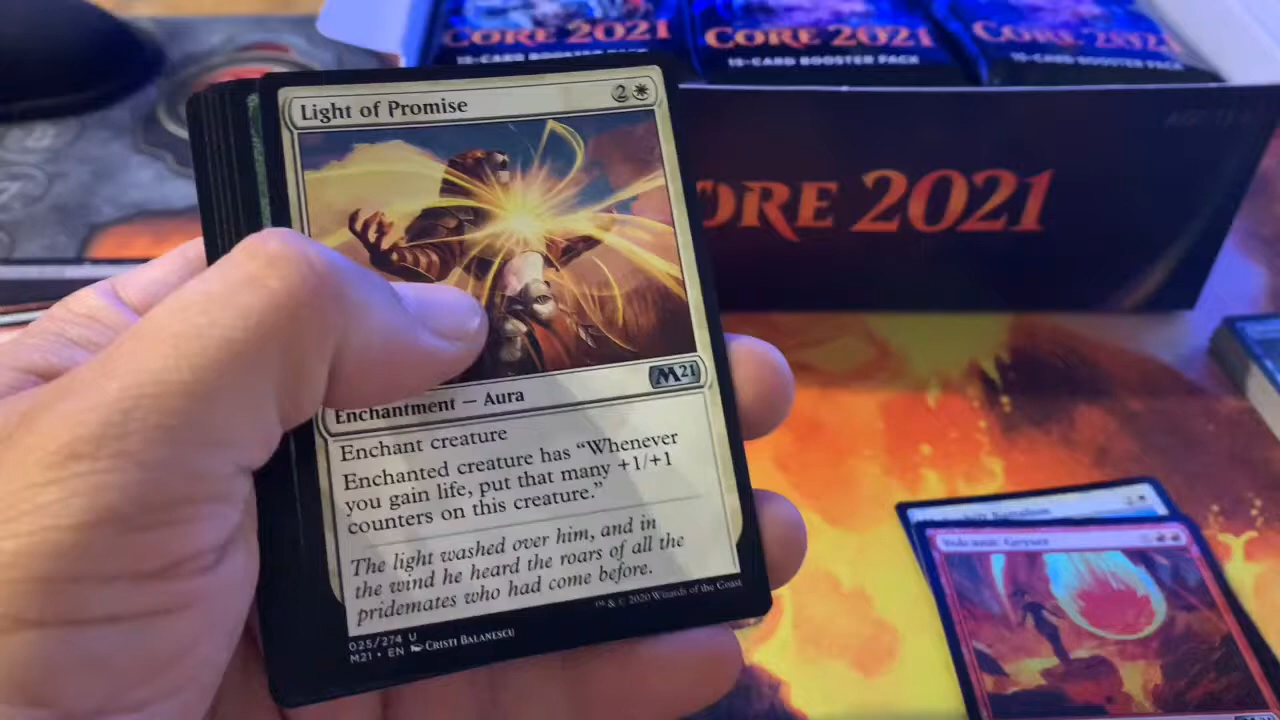 CORE 2021
15-CARD BOOSTER PACK
CORE 2021
15-CARD BOOSTER PACK
CORE 2021
15-CARD BOOSTER PACK
ORE 2021
Light of Promise 2
M21
Enchantment — Aura
Enchant creature
Enchanted creature has “Whenever
you gain life, put that many +1/+1
counters on this creature.”
The light washed over him, and in
the wind he heard the roars of all the
pridemates who had come before.
025/274 U
M21 • EN CRISTI BALANESCU
™ & © 2020 Wizards of the Coast
Volcanic Geyser